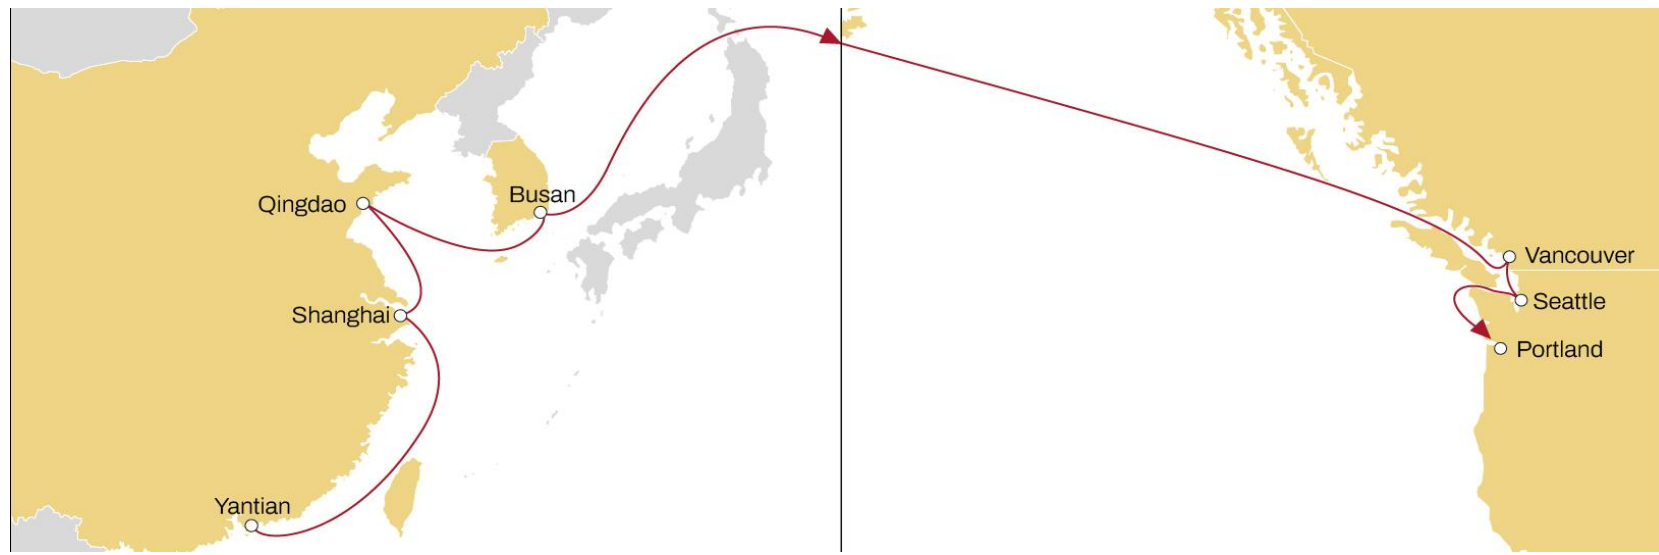 Busan
Qingdao
Shanghai
Yantian
Vancouver
Seattle
Portland